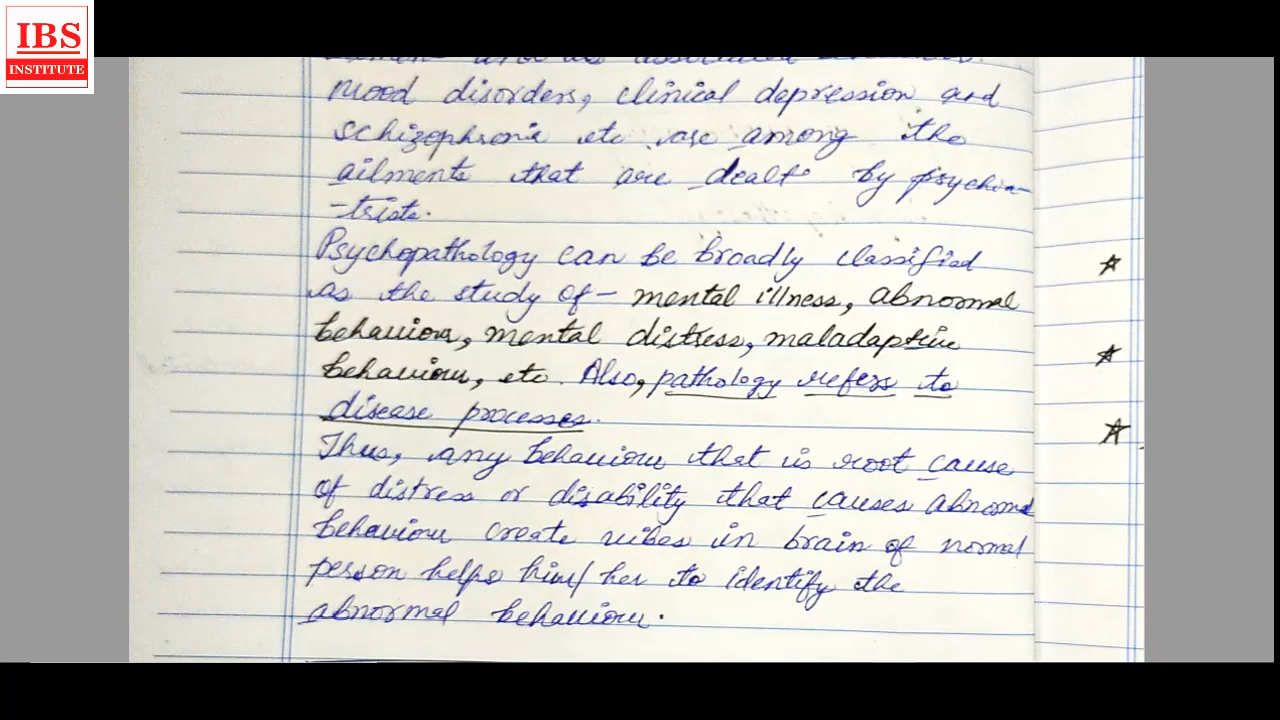 IBS
INSTITUTE
mood disorders, clinical depression and
schizophrenia etc are among the
ailments that are dealt by psychia-
-trists.
Psychopathology can be broadly classified
as the study of - mental illness, abnormal
behaviour, mental distress, maladaptive
behaviour, etc. Also, pathology refers to
disease processes.
Thus, any behaviour that is root cause
of distress or disability that causes abnormal
behaviour create vibes in brain of normal
person helps him/her to identify the
abnormal behaviour.